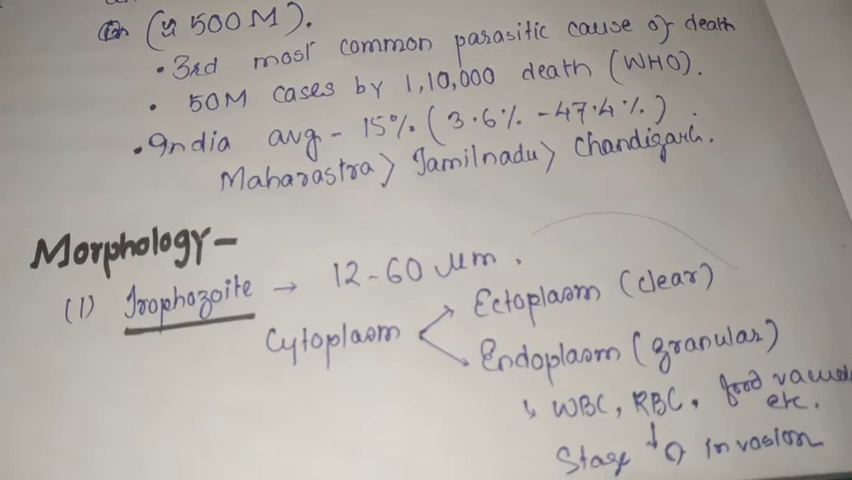 (≈ 500M).
• 3rd most common parasitic cause of death
• 50M cases by 1,10,000 death (WHO).
• India avg - 15% (3.6% - 47.4%)
Maharastra > Tamilnadu > Chandigarh.
Morphology-
(1) Trophozoite → 12-60 μm.
Cytoplasm Ectoplasm (clear)
Endoplasm (granular)
↳ WBC, RBC, food etc.
Stage of invasion